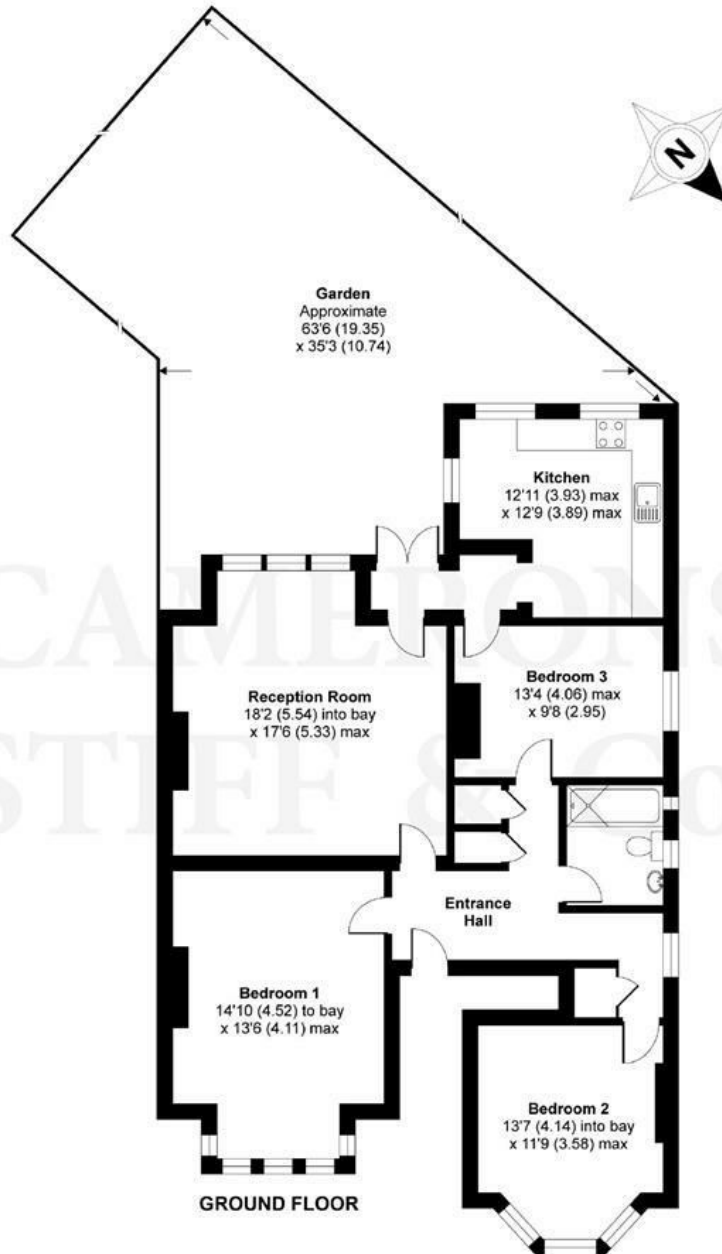 N
Garden
Approximate
63'6 (19.35)
x 35'3 (10.74)
Kitchen
12'11 (3.93) max
x 12'9 (3.89) max
CAMERONS
STIFF & Co
Reception Room
18'2 (5.54) into bay
x 17'6 (5.33) max
Bedroom 3
13'4 (4.06) max
x 9'8 (2.95)
Entrance
Hall
Bedroom 1
14'10 (4.52) to bay
x 13'6 (4.11) max
Bedroom 2
13'7 (4.14) into bay
x 11'9 (3.58) max
GROUND FLOOR